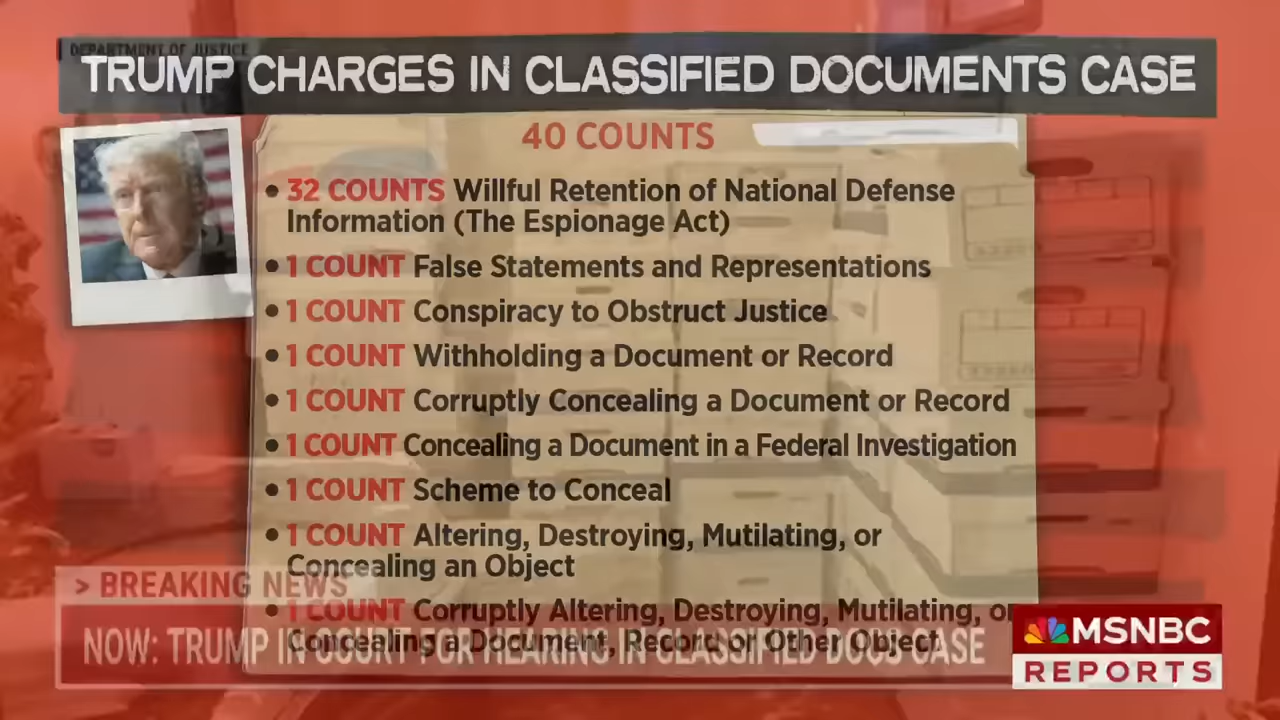 DEPARTMENT OF JUSTICE
TRUMP CHARGES IN CLASSIFIED DOCUMENTS CASE
40 COUNTS
• 32 COUNTS Willful Retention of National Defense
Information (The Espionage Act)
• 1 COUNT False Statements and Representations
• 1 COUNT Conspiracy to Obstruct Justice
• 1 COUNT Withholding a Document or Record
• 1 COUNT Corruptly Concealing a Document or Record
• 1 COUNT Concealing a Document in a Federal Investigation
• 1 COUNT Scheme to Conceal
• 1 COUNT Altering, Destroying, Mutilating, or
Concealing an Object
> BREAKING NEWS
• 1 COUNT Corruptly Altering, Destroying, Mutilating, or
Concealing a Document, Record or Other Object
NOW: TRUMP IN COURT FOR HEARING IN CLASSIFIED DOCS CASE
MSNBC
REPORTS